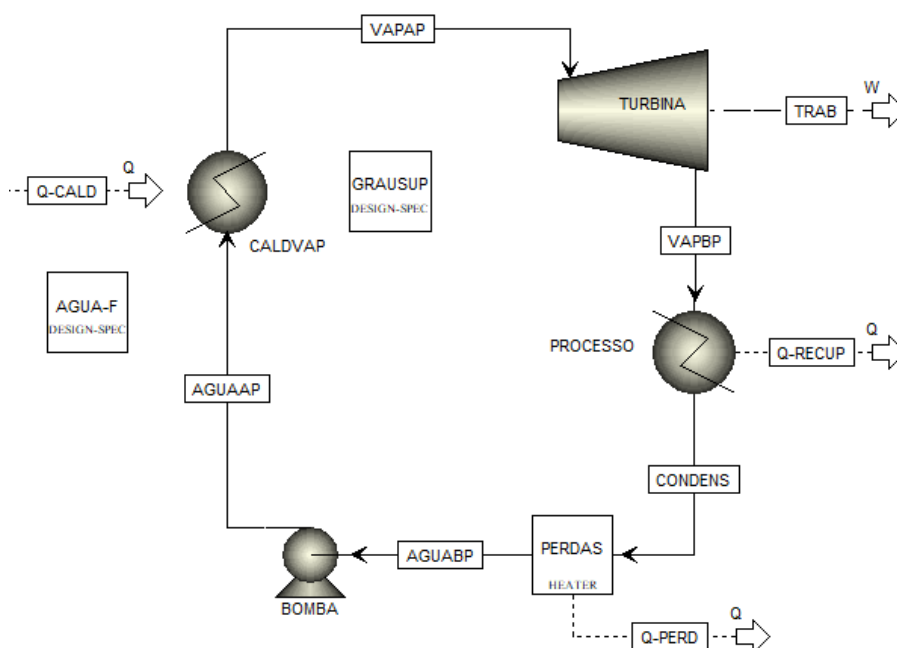 VAPAP
TURBINA
TRAB
W
Q-CALD
Q
GRAUSUP
DESIGN-SPEC
CALDVAP
VAPBP
AGUA-F
DESIGN-SPEC
PROCESSO
Q-RECUP
Q
AGUAAP
CONDENS
BOMBA
AGUABP
PERDAS
HEATER
Q-PERD
Q